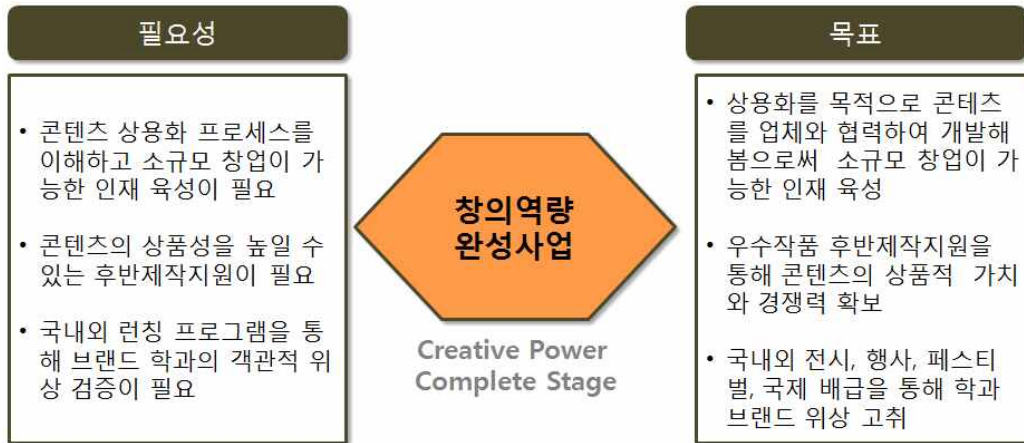 필요성
• 콘텐츠 상용화 프로세스를
이해하고 소규모 창업이 가
능한 인재 육성이 필요
• 콘텐츠의 상품성을 높일 수
있는 후반제작지원이 필요
• 국내외 런칭 프로그램을 통
해 브랜드 학과의 객관적 위
상 검증이 필요
창의역량
완성사업
Creative Power
Complete Stage
목표
• 상용화를 목적으로 콘테츠
를 업체와 협력하여 개발해
봄으로써 소규모 창업이 가
능한 인재 육성
• 우수작품 후반제작지원을
통해 콘텐츠의 상품적 가치
와 경쟁력 확보
• 국내외 전시, 행사, 페스티
벌, 국제 배급을 통해 학과
브랜드 위상 고취